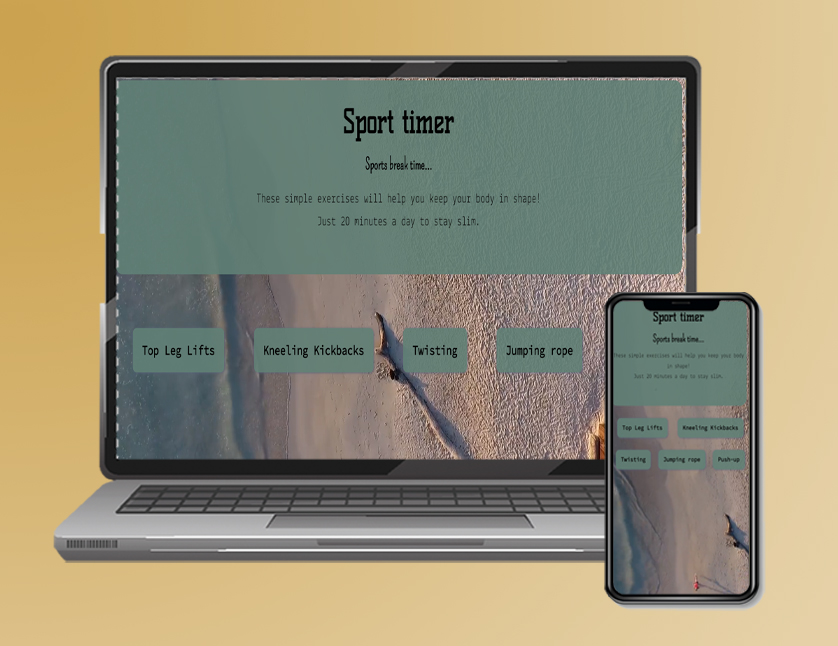 Sport timer
Sports break time...
These simple exercises will help you keep your body in shape!
Just 20 minutes a day to stay slim.
Top Leg Lifts
Kneeling Kickbacks
Twisting
Jumping rope
Sport timer
Sports break time...
These simple exercises will help you keep your body
in shape!
Just 20 minutes a day to stay slim.
Top Leg Lifts
Kneeling Kickbacks
Twisting
Jumping rope
Push-up